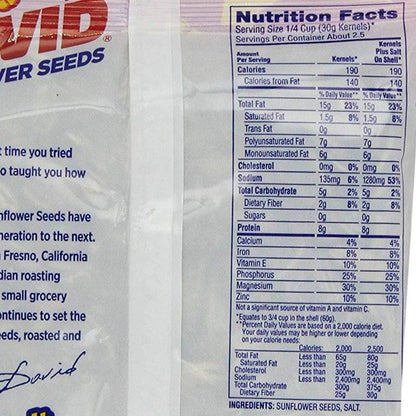 VID®
WER SEEDS
t time you tried
o taught you how
nflower Seeds have
neration to the next.
Fresno, California
dian roasting
small grocery
ontinues to set the
eeds, roasted and
David
Nutrition Facts
Serving Size 1/4 Cup (30g Kernels)*
Servings Per Container About 2.5
Amount Per Serving Kernels* Kernels Plus Salt On Shell*
Calories 190 190
Calories from Fat 140 140
% Daily Value** % Daily Value**
Total Fat 15g 23% 15g 23%
Saturated Fat 1.5g 8% 1.5g 8%
Trans Fat 0g 0g
Polyunsaturated Fat 7g 7g
Monounsaturated Fat 6g 6g
Cholesterol 0mg 0% 0mg 0%
Sodium 135mg 6% 1280mg 53%
Total Carbohydrate 5g 2% 5g 2%
Dietary Fiber 2g 8% 2g 8%
Sugars 0g 0g
Protein 8g 8g
Calcium 4% 4%
Iron 8% 8%
Vitamin E 10% 10%
Phosphorus 25% 25%
Magnesium 30% 30%
Zinc 10% 10%
Not a significant source of vitamin A and vitamin C.
*Equates to 3/4 cup in the shell (60g).
**Percent Daily Values are based on a 2,000 calorie diet.
Your daily values may be higher or lower depending
on your calorie needs:
Calories: 2,000 2,500
Total Fat Less than 65g 80g
Saturated Fat Less than 20g 25g
Cholesterol Less than 300mg 300mg
Sodium Less than 2,400mg 2,400mg
Total Carbohydrate 300g 375g
Dietary Fiber 25g 30g
INGREDIENTS: SUNFLOWER SEEDS, SALT.